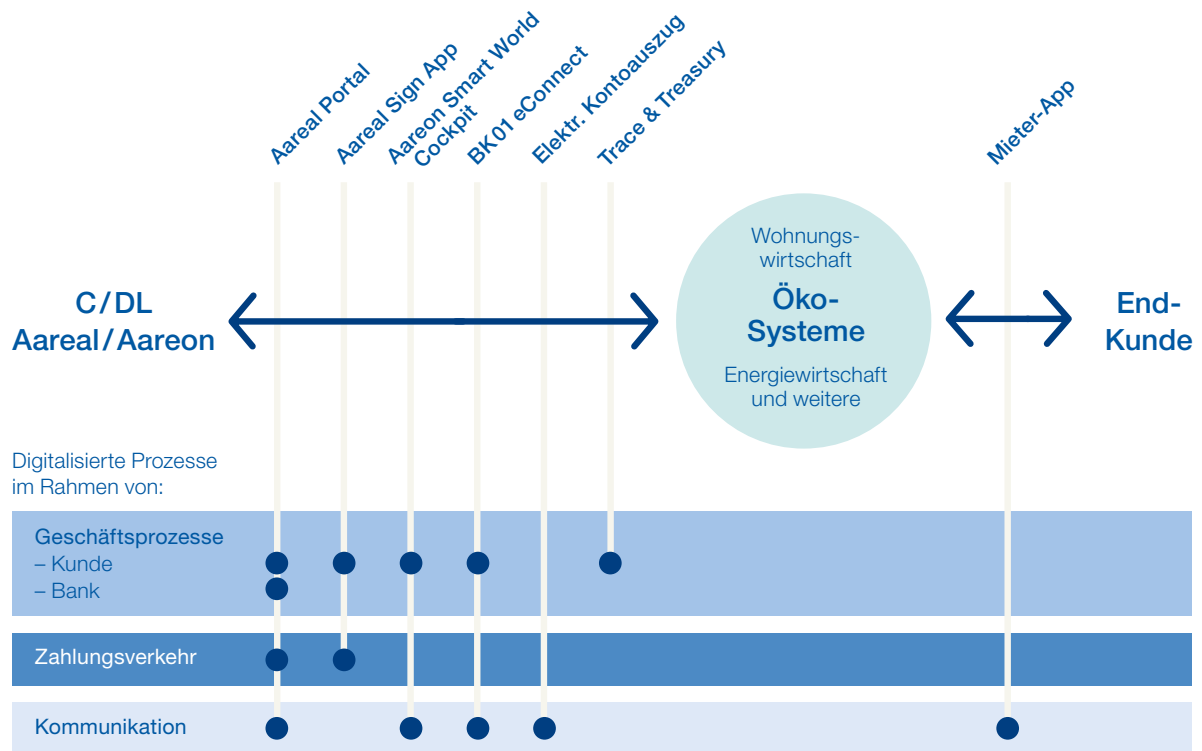 Aareal Portal
Aareal Sign App
Aareon Smart World
Cockpit
BK01 eConnect
Elektr. Kontoauszug
Trace & Treasury
Mieter-App
C/DL
Aareal/Aareon
Wohnungs-
wirtschaft
Öko-
Systeme
Energiewirtschaft
und weitere
End-
Kunde
Digitalisierte Prozesse
im Rahmen von:
Geschäftsprozesse
– Kunde
– Bank
Zahlungsverkehr
Kommunikation